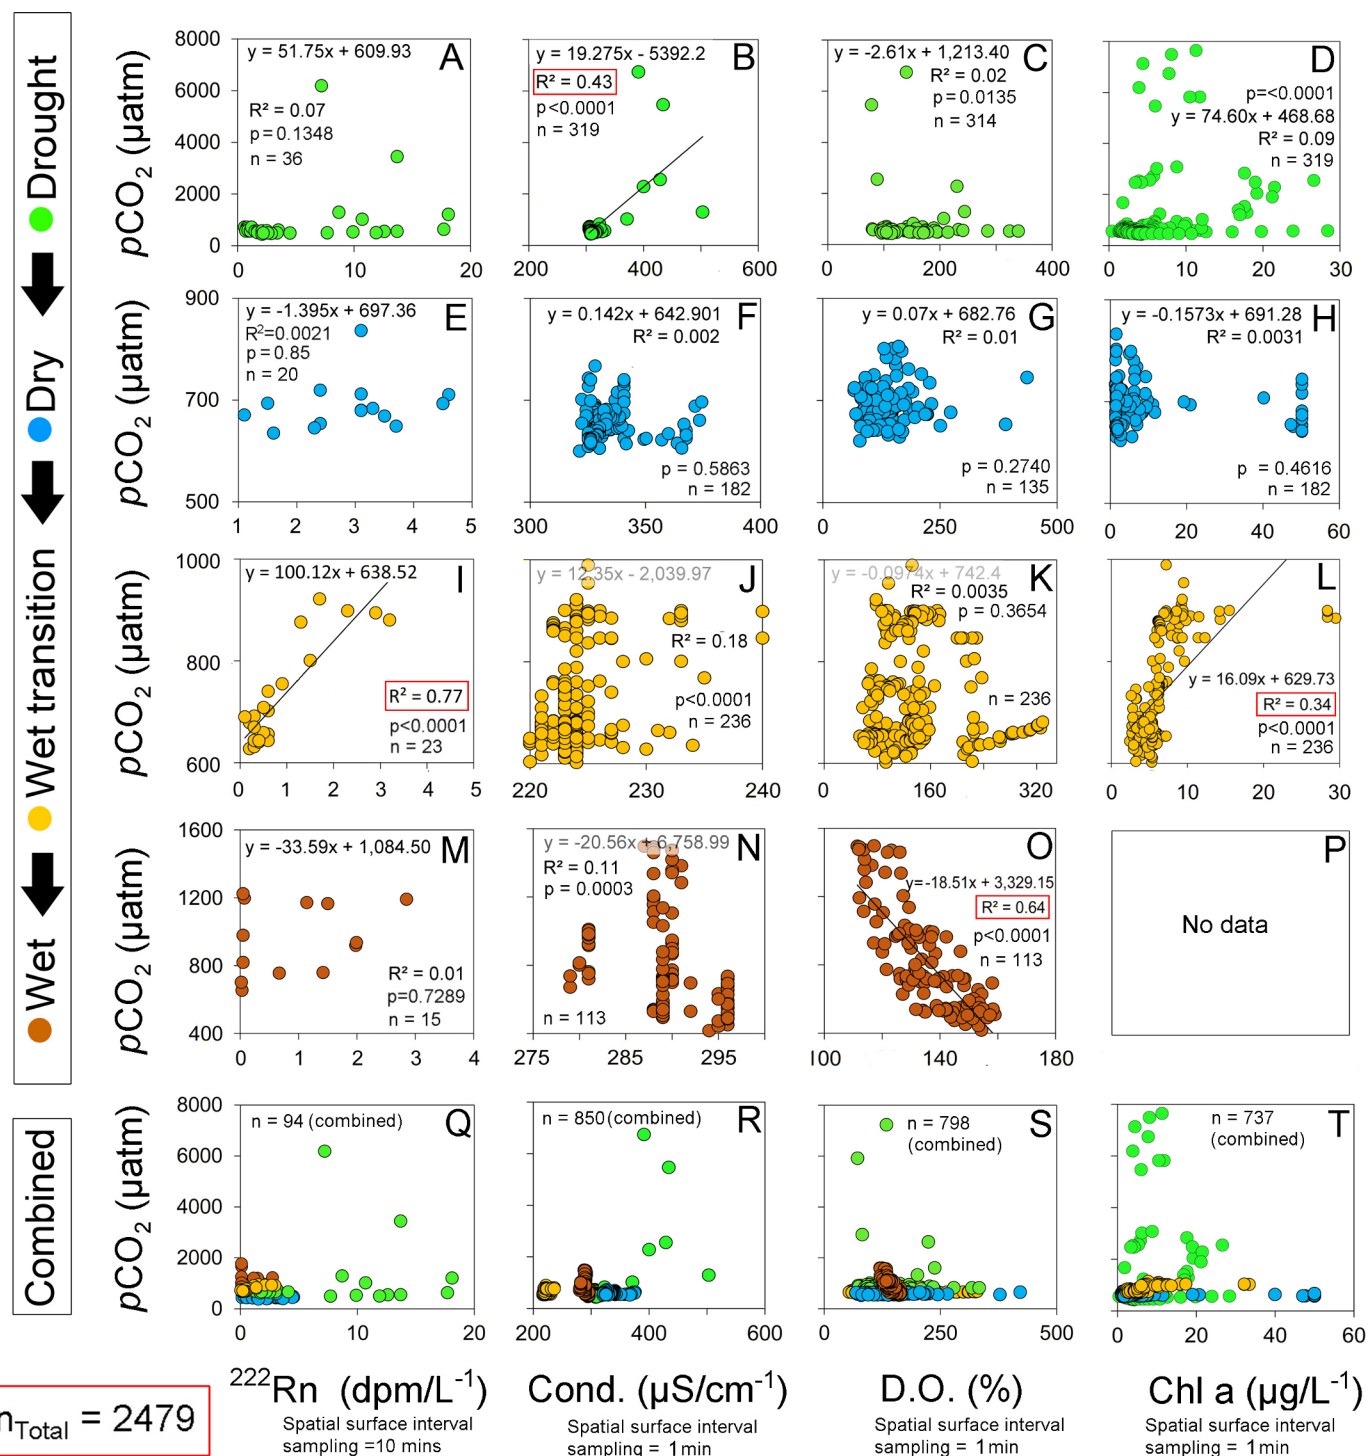 Drought
Dry
Wet transition
Wet
Combined
pCO2 (µatm)
8000
6000
4000
2000
0
A
y = 51.75x + 609.93
R² = 0.07
p=0.1348
n = 36
0 10 20
B
y = 19.275x - 5392.2
R² = 0.43
p<0.0001
n = 319
200 400 600
C
y = -2.61x + 1,213.40
R² = 0.02
p=0.0135
n = 314
0 200 400
D
p=<0.0001
y = 74.60x + 468.68
R² = 0.09
n = 319
0 10 20 30
pCO2 (µatm)
900
700
500
E
y = -1.395x + 697.36
R²=0.0021
p=0.85
n = 20
1 2 3 4 5
F
y = 0.142x + 642.901
R² = 0.002
p = 0.5863
n = 182
300 350 400
G
y = 0.07x + 682.76
R² = 0.01
p = 0.2740
n = 135
0 250 500
H
y = -0.1573x + 691.28
R² = 0.0031
p = 0.4616
n = 182
0 20 40 60
pCO2 (µatm)
1000
800
600
I
y = 100.12x + 638.52
R² = 0.77
p<0.0001
n = 23
0 1 2 3 4 5
J
y = 12.35x - 2,039.97
R² = 0.18
p<0.0001
n = 236
220 230 240
K
y = -0.0974x + 742.4
R² = 0.0035
p = 0.3654
n = 236
0 160 320
L
y = 16.09x + 629.73
R² = 0.34
p<0.0001
n = 236
0 10 20 30
pCO2 (µatm)
1600
1200
800
400
M
y = -33.59x + 1,084.50
R² = 0.01
p=0.7289
n = 15
0 1 2 3 4
N
y = -20.56x + 6,758.99
R² = 0.11
p = 0.0003
n = 113
275 285 295
O
y=-18.51x + 3,329.15
R² = 0.64
p<0.0001
n = 113
100 140 180
P
No data
pCO2 (µatm)
8000
6000
4000
2000
0
Q
n = 94 (combined)
0 10 20
R
n = 850 (combined)
200 400 600
S
n = 798
(combined)
0 250 500
T
n = 737
(combined)
0 20 40 60
222Rn (dpm/L-1)
Spatial surface interval
sampling =10 mins
Cond. (µS/cm-1)
Spatial surface interval
sampling = 1min
D.O. (%)
Spatial surface interval
sampling = 1min
Chl a (µg/L-1)
Spatial surface interval
sampling = 1min
nTotal = 2479